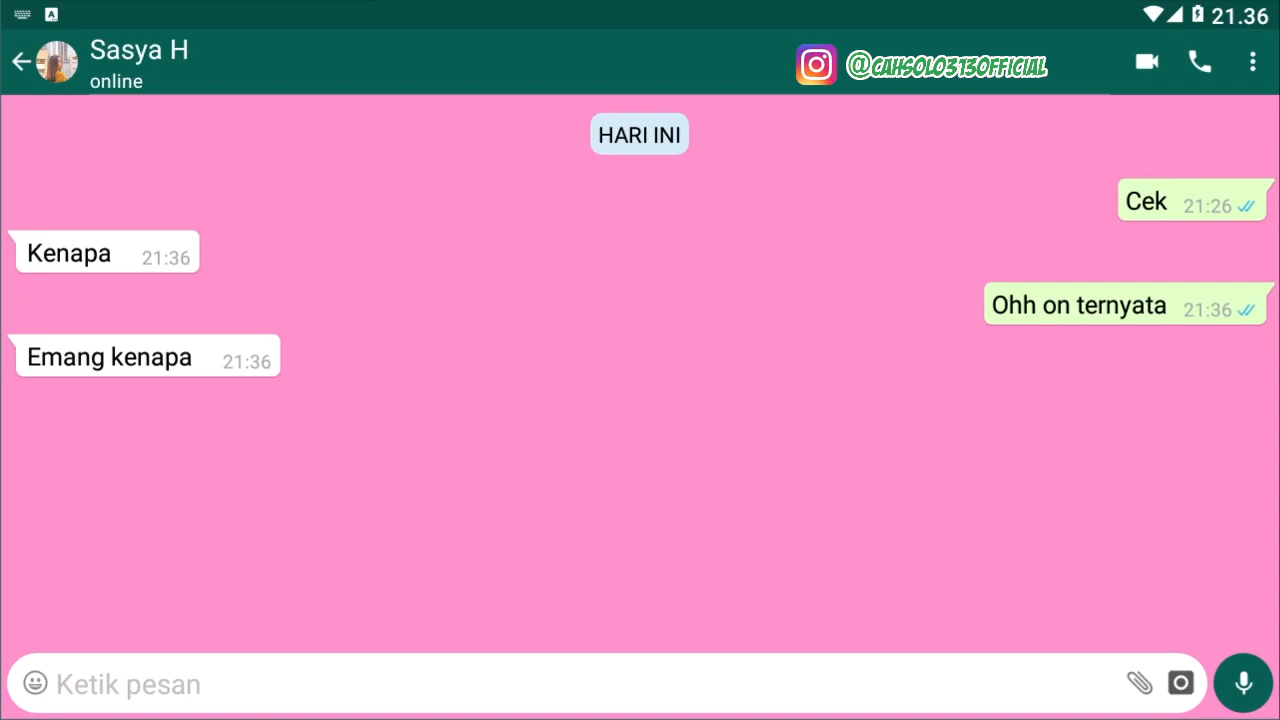 21.36
Sasya H
online
@CAHSOLO313OFFICIAL
HARI INI
Cek 21:26
Kenapa 21:36
Ohh on ternyata 21:36
Emang kenapa 21:36
Ketik pesan